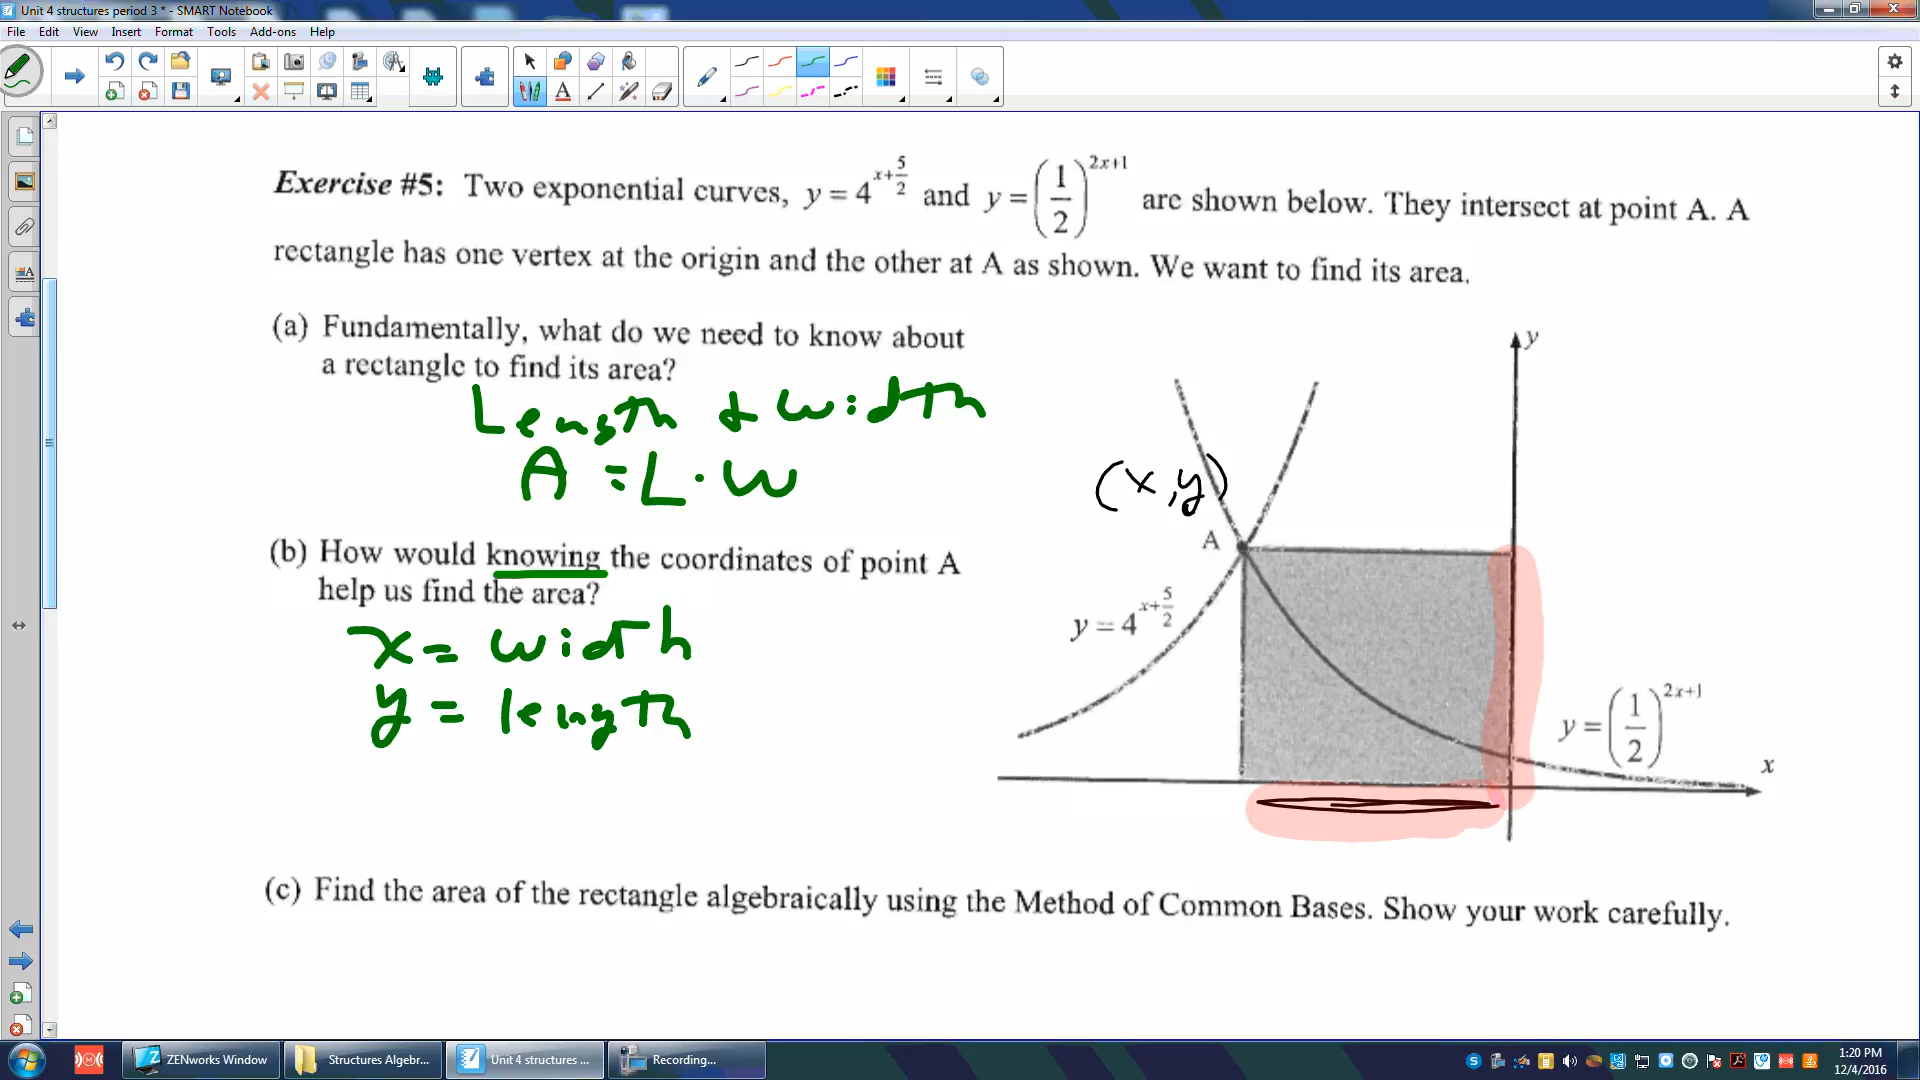 Unit 4 structures period 3 * - SMART Notebook
File Edit View Insert Format Tools Add-ons Help
Exercise #5: Two exponential curves, y = 4^(x+5/2) and y = (1/2)^(2x+1) are shown below. They intersect at point A. A
rectangle has one vertex at the origin and the other at A as shown. We want to find its area.
(a) Fundamentally, what do we need to know about
a rectangle to find its area?
Length & width
A = L · W
(b) How would knowing the coordinates of point A
help us find the area?
x = width
y = length
y
(x,y)
A
y = 4^(x+5/2)
y = (1/2)^(2x+1)
x
(c) Find the area of the rectangle algebraically using the Method of Common Bases. Show your work carefully.
ZENworks Window
Structures Algebr...
Unit 4 structures ...
Recording...
1:20 PM
12/4/2016